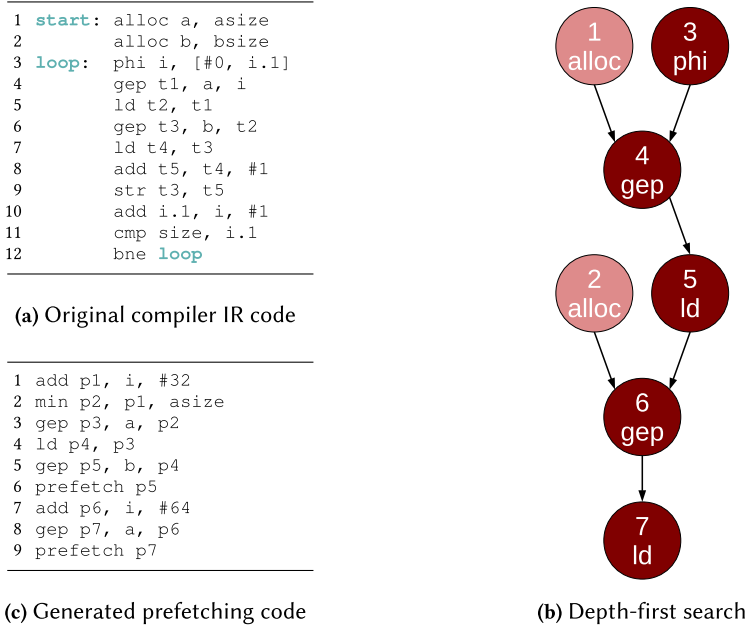 1 start: alloc a, asize
2 alloc b, bsize
3 loop: phi i, [#0, i.1]
4 gep t1, a, i
5 ld t2, t1
6 gep t3, b, t2
7 ld t4, t3
8 add t5, t4, #1
9 str t3, t5
10 add i.1, i, #1
11 cmp size, i.1
12 bne loop
(a) Original compiler IR code
1 add p1, i, #32
2 min p2, p1, asize
3 gep p3, a, p2
4 ld p4, p3
5 gep p5, b, p4
6 prefetch p5
7 add p6, i, #64
8 gep p7, a, p6
9 prefetch p7
(c) Generated prefetching code
1
alloc
3
phi
4
gep
2
alloc
5
ld
6
gep
7
ld
(b) Depth-first search